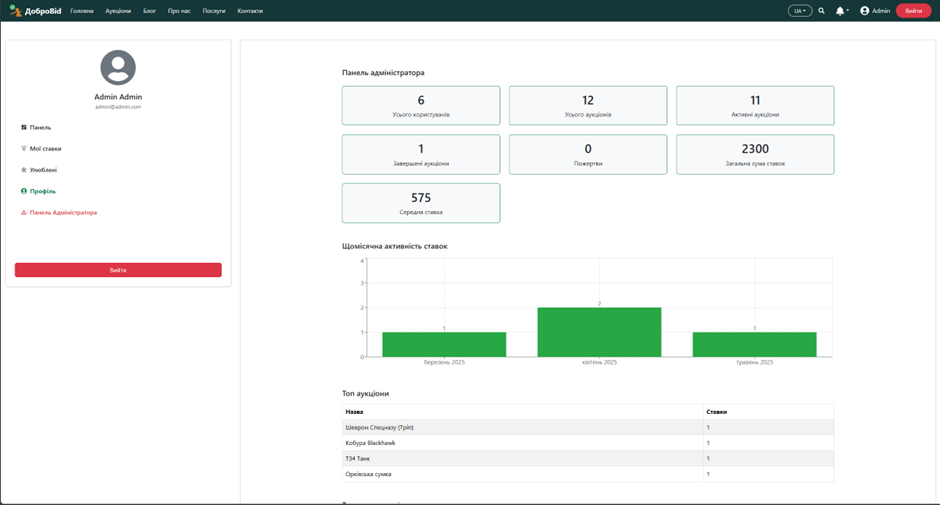 ДоброBid Головна Аукціони Блог Про нас Послуги Контакти UA Admin Вийти
Admin Admin
admin@admin.com
Панель
Мої ставки
Улюблені
Профіль
Панель Адміністратора
Вийти
Панель адміністратора
6 12 11
Усього користувачів Усього аукціонів Активні аукціони
1 0 2300
Завершені аукціони Пожертви Загальна сума ставок
575
Середня ставка
Щомісячна активність ставок
4
3
2 2
1 1 1
0
березень 2025 квітень 2025 травень 2025
Топ аукціони
Назва Ставки
Шеврон Спецназу (Тріп) 1
Кобура Blackhawk 1
Т34 Танк 1
Орківська сумка 1